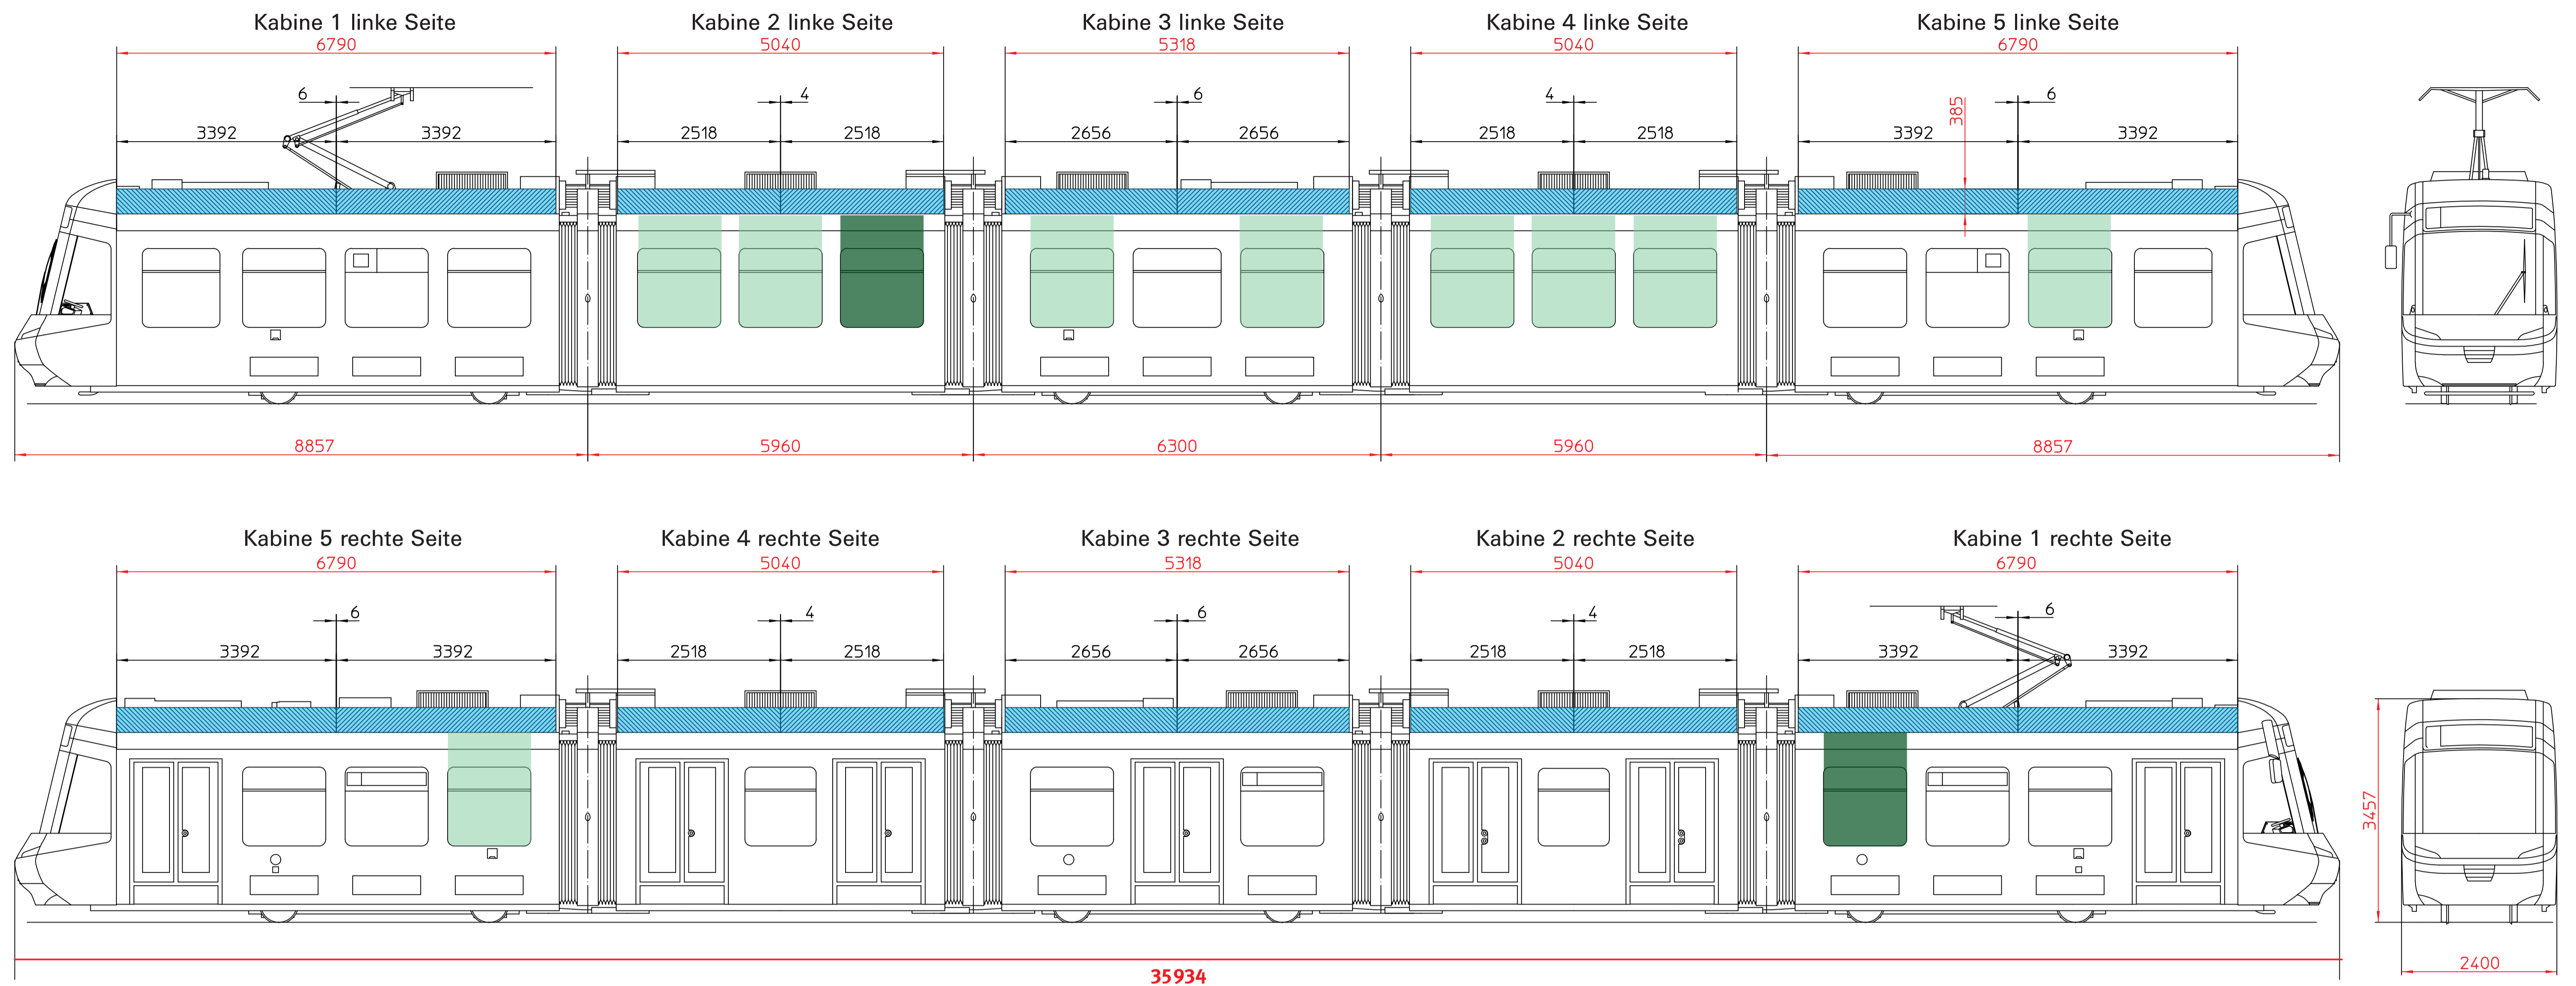 Kabine 1 linke Seite Kabine 2 linke Seite Kabine 3 linke Seite Kabine 4 linke Seite Kabine 5 linke Seite
6790 5040 5318 5040 6790
6 4 6 4 385 6
3392 3392 2518 2518 2656 2656 2518 2518 3392 3392
8857 5960 6300 5960 8857
Kabine 5 rechte Seite Kabine 4 rechte Seite Kabine 3 rechte Seite Kabine 2 rechte Seite Kabine 1 rechte Seite
6790 5040 5318 5040 6790
6 4 6 4 6
3392 3392 2518 2518 2656 2656 2518 2518 3392 3392
3457
2400
35934